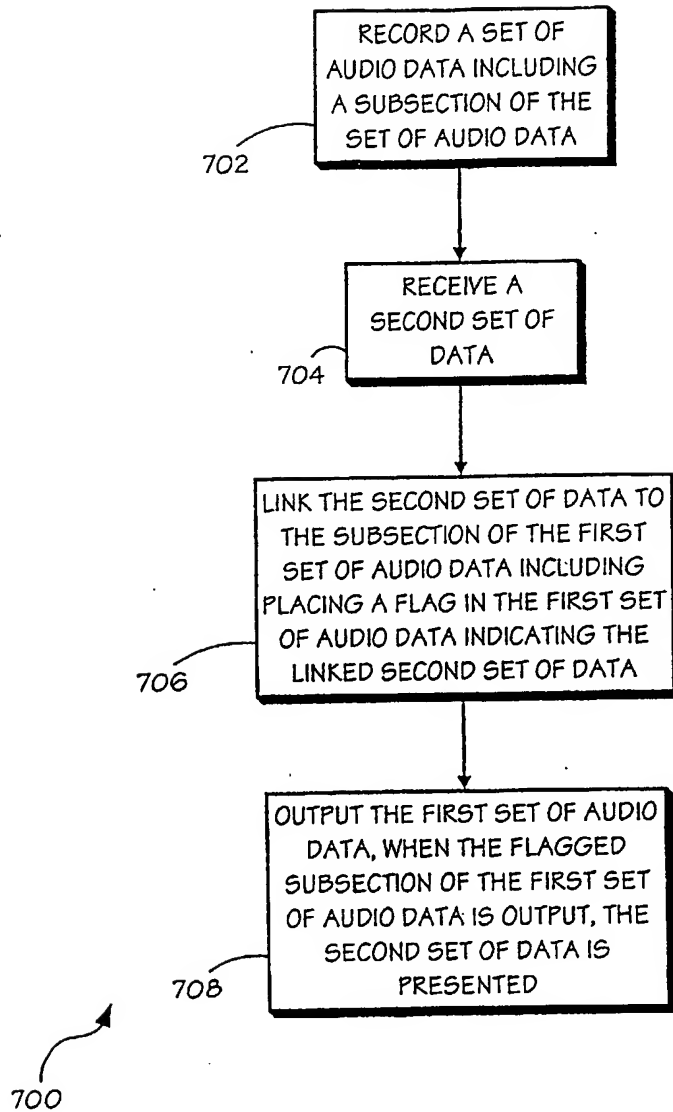 RECORD A SET OF
AUDIO DATA INCLUDING
A SUBSECTION OF THE
SET OF AUDIO DATA
702
RECEIVE A
SECOND SET OF
DATA
704
LINK THE SECOND SET OF DATA TO
THE SUBSECTION OF THE FIRST
SET OF AUDIO DATA INCLUDING
PLACING A FLAG IN THE FIRST SET
OF AUDIO DATA INDICATING THE
LINKED SECOND SET OF DATA
706
OUTPUT THE FIRST SET OF AUDIO
DATA, WHEN THE FLAGGED
SUBSECTION OF THE FIRST SET
OF AUDIO DATA IS OUTPUT, THE
SECOND SET OF DATA IS
PRESENTED
708
700